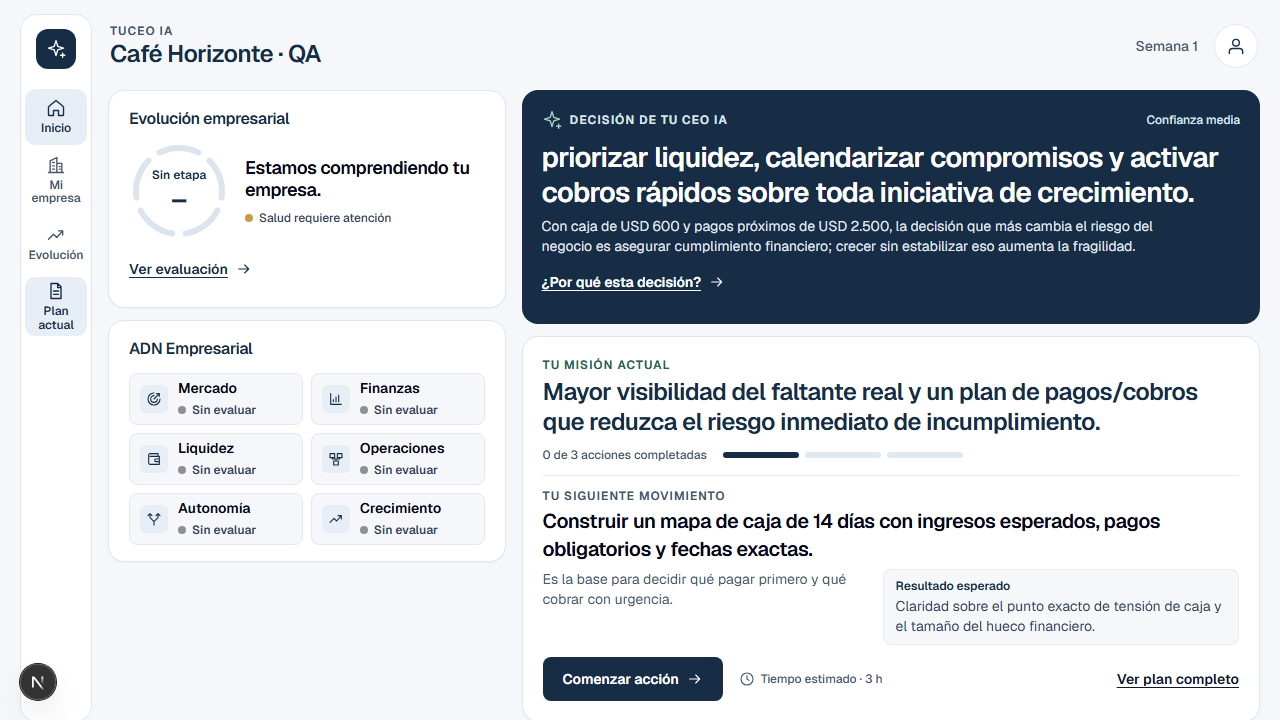 TUCEO IA
Café Horizonte · QA
Semana 1
Inicio
Mi
empresa
Evolución
Plan
actual
N
Evolución empresarial
Sin etapa
–
Estamos comprendiendo tu
empresa.
Salud requiere atención
Ver evaluación
ADN Empresarial
Mercado
Sin evaluar
Finanzas
Sin evaluar
Liquidez
Sin evaluar
Operaciones
Sin evaluar
Autonomía
Sin evaluar
Crecimiento
Sin evaluar
DECISIÓN DE TU CEO IA
Confianza media
priorizar liquidez, calendarizar compromisos y activar
cobros rápidos sobre toda iniciativa de crecimiento.
Con caja de USD 600 y pagos próximos de USD 2.500, la decisión que más cambia el riesgo del
negocio es asegurar cumplimiento financiero; crecer sin estabilizar eso aumenta la fragilidad.
¿Por qué esta decisión?
TU MISIÓN ACTUAL
Mayor visibilidad del faltante real y un plan de pagos/cobros
que reduzca el riesgo inmediato de incumplimiento.
0 de 3 acciones completadas
TU SIGUIENTE MOVIMIENTO
Construir un mapa de caja de 14 días con ingresos esperados, pagos
obligatorios y fechas exactas.
Es la base para decidir qué pagar primero y qué
cobrar con urgencia.
Resultado esperado
Claridad sobre el punto exacto de tensión de caja y
el tamaño del hueco financiero.
Comenzar acción
Tiempo estimado · 3 h
Ver plan completo